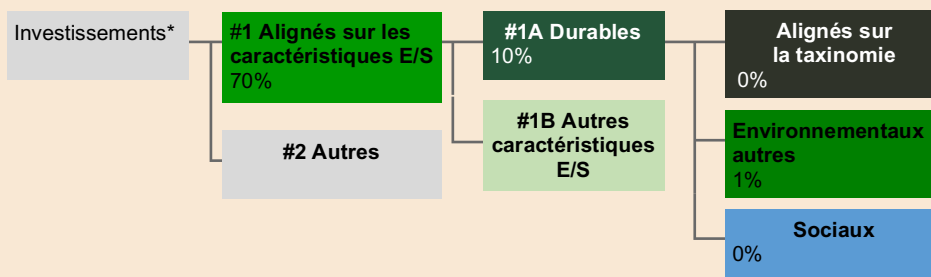 Investissements*
#1 Alignés sur les
caractéristiques E/S
70%
#2 Autres
#1A Durables
10%
#1B Autres
caractéristiques
E/S
Alignés sur
la taxinomie
0%
Environnementaux
autres
1%
Sociaux
0%